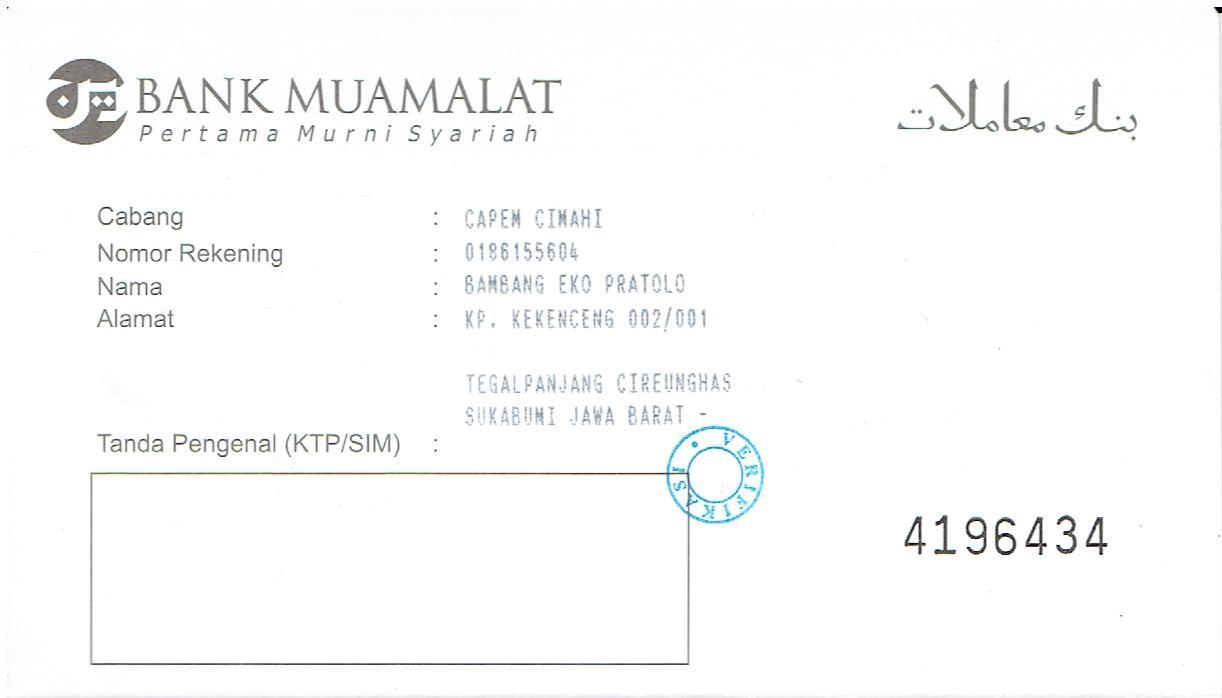 BANK MUAMALAT
Pertama Murni Syariah
بنك معاملات
Cabang : CAPEM CIMAHI
Nomor Rekening : 0186155604
Nama : BAMBANG EKO PRATOLO
Alamat : KP. KEKENCENG 002/001
TEGALPANJANG CIREUNGHAS
SUKABUMI JAWA BARAT -
Tanda Pengenal (KTP/SIM) :
VERIFIKASI
4196434